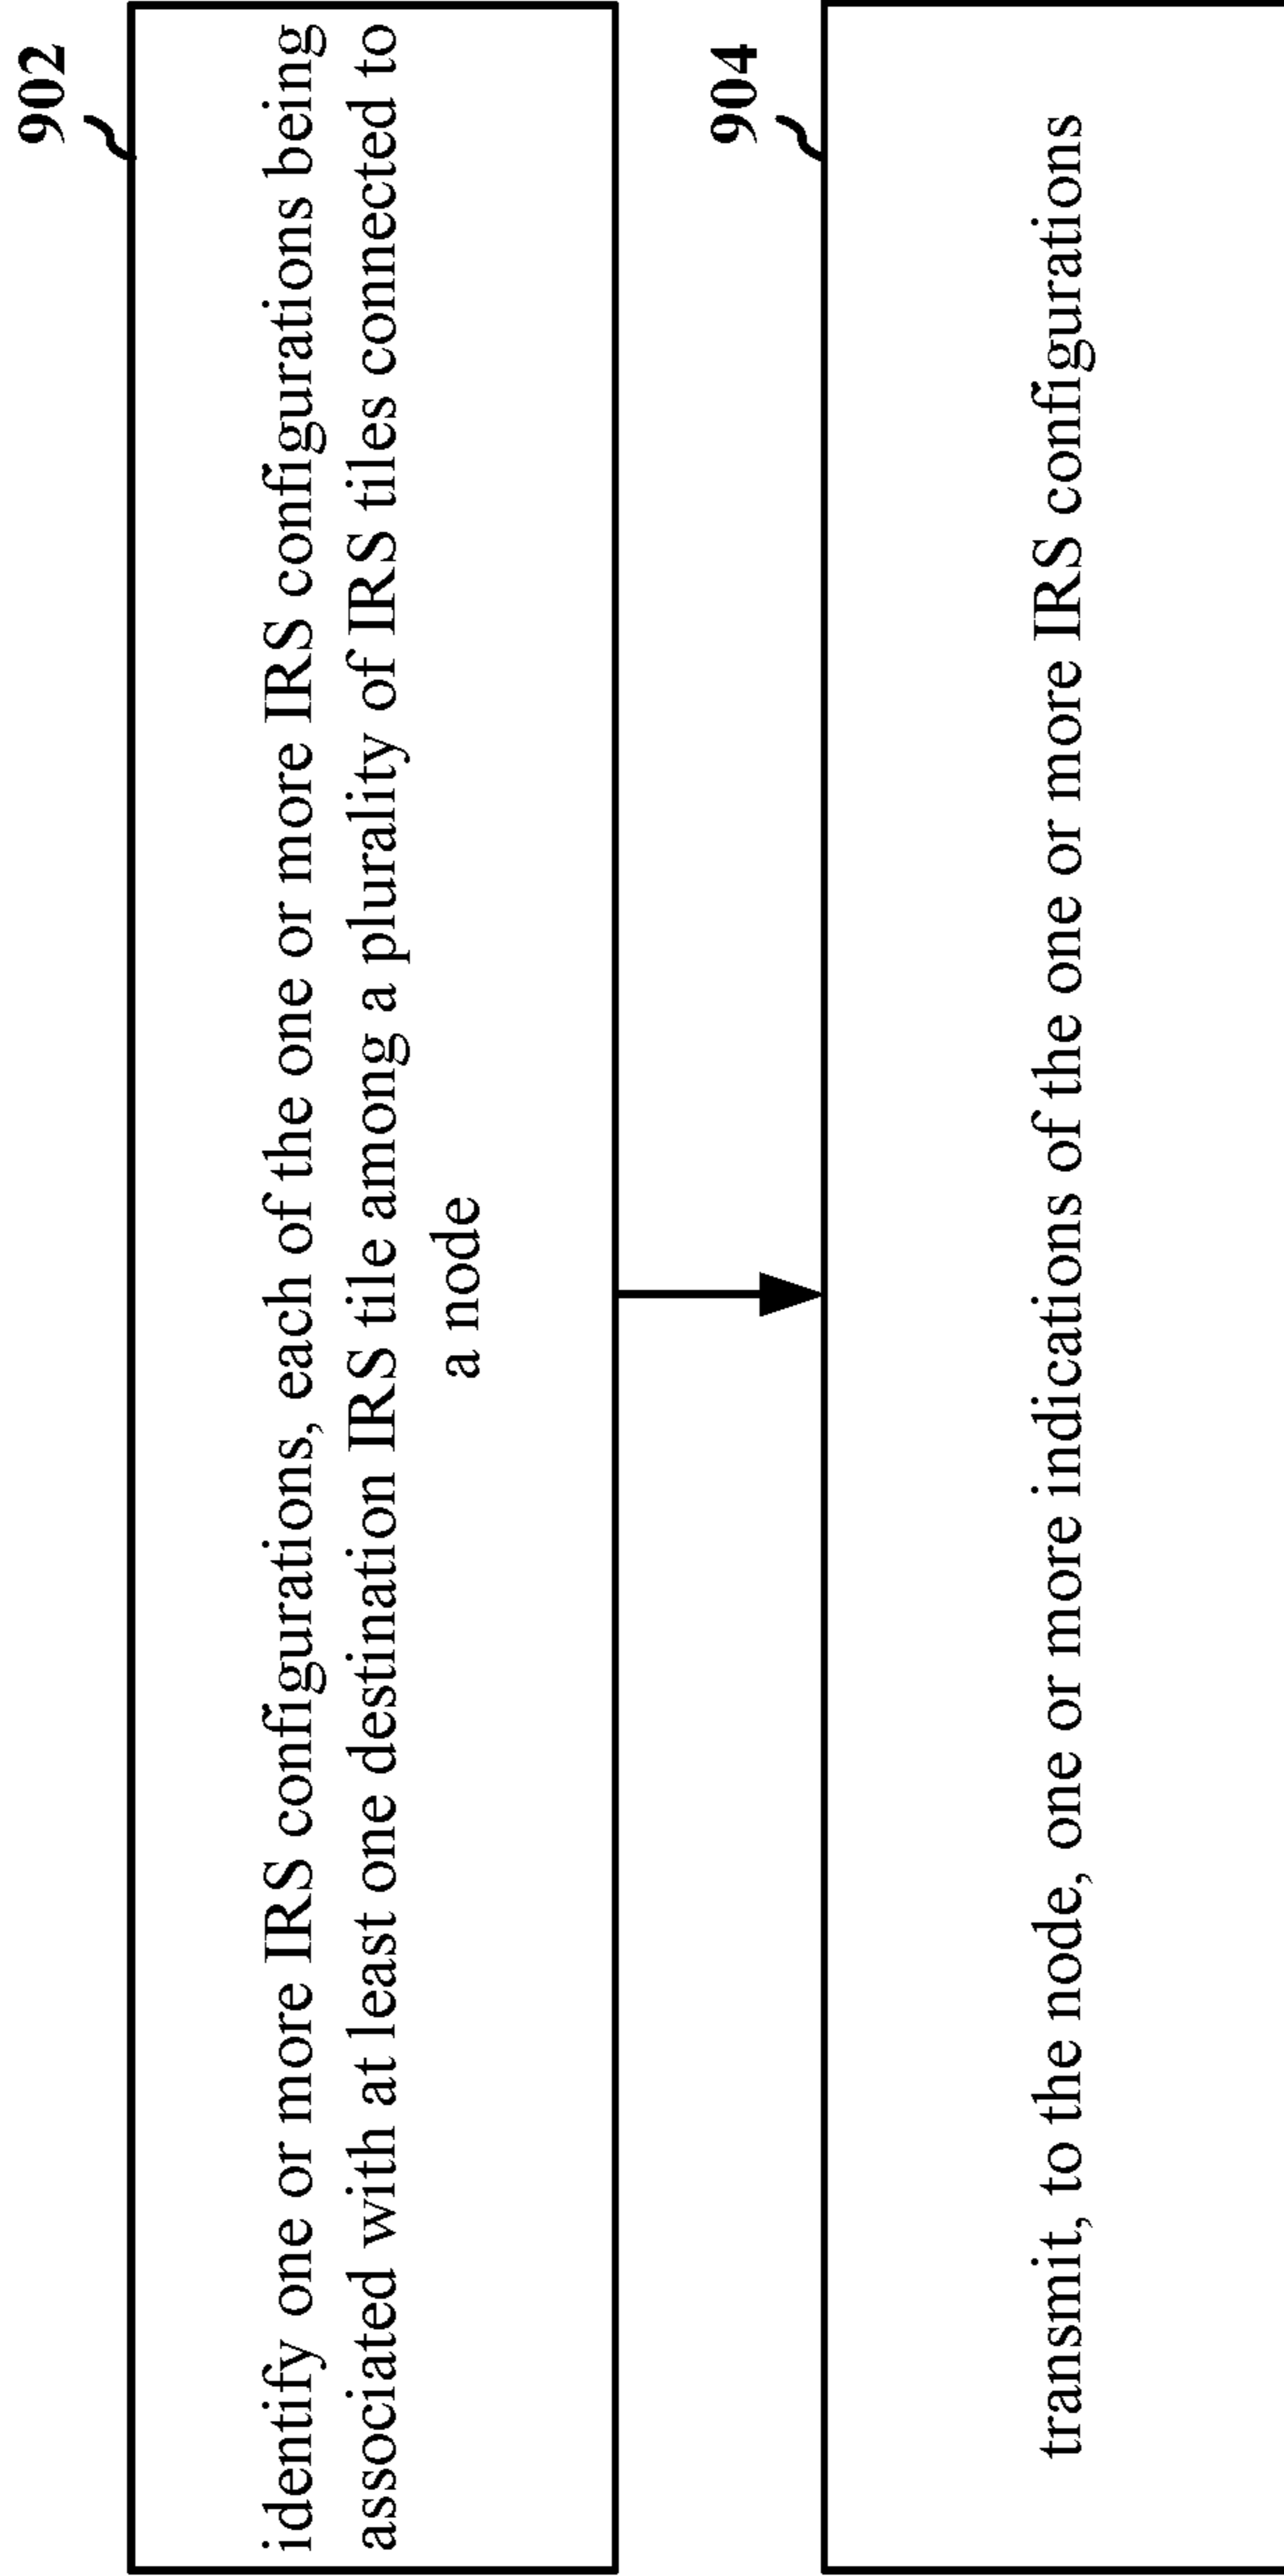 902
identify one or more IRS configurations, each of the one or more IRS configurations being
associated with at least one destination IRS tile among a plurality of IRS tiles connected to
a node
904
transmit, to the node, one or more indications of the one or more IRS configurations